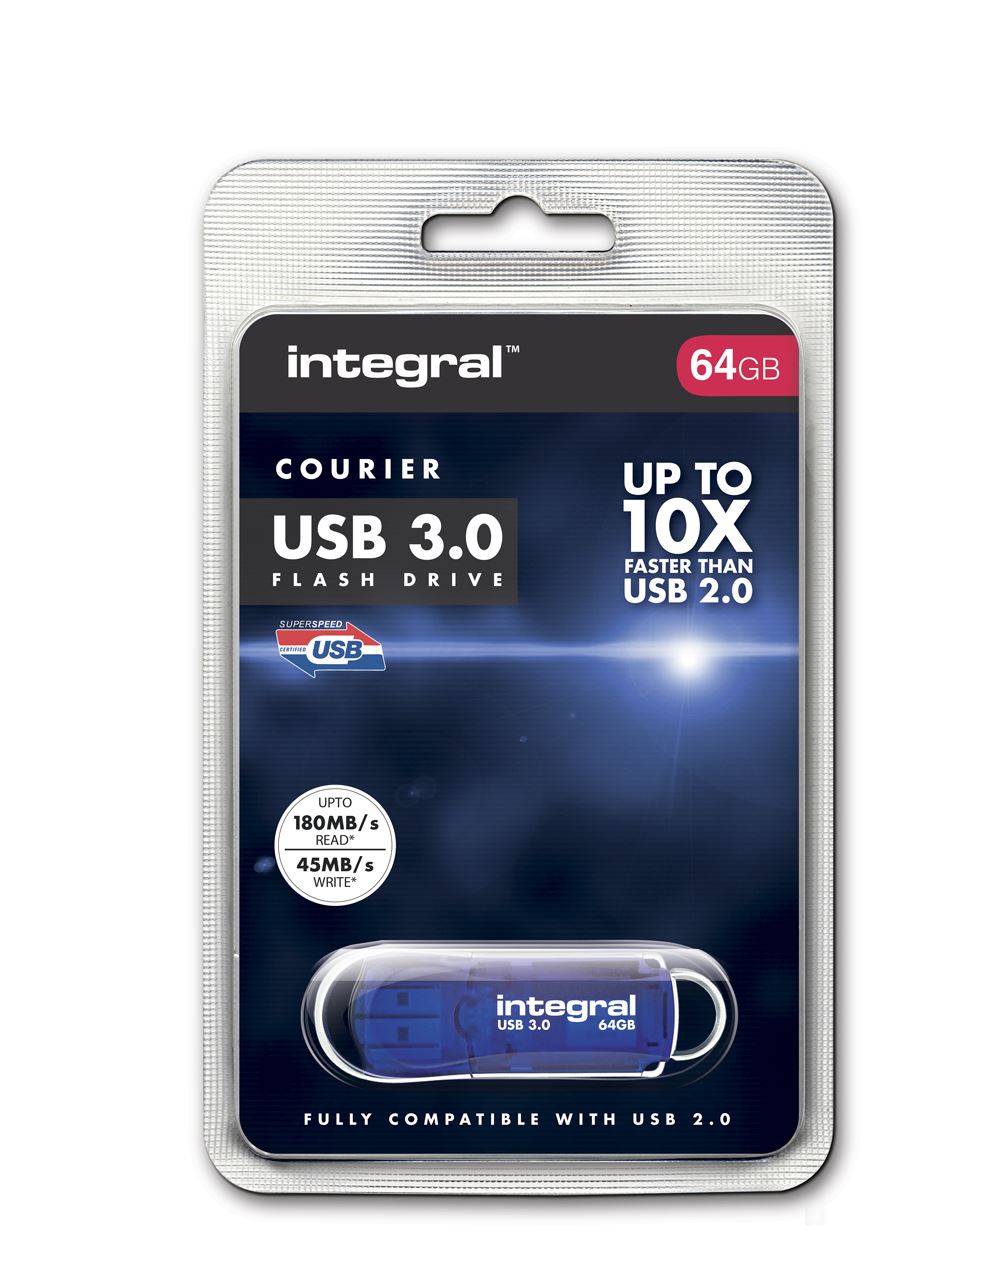 integral™
64GB
COURIER
USB 3.0
FLASH DRIVE
UP TO
10X
FASTER THAN
USB 2.0
SUPERSPEED
CERTIFIED USB
UPTO
180MB/s
READ*
45MB/s
WRITE*
integral
USB 3.0 64GB
FULLY COMPATIBLE WITH USB 2.0